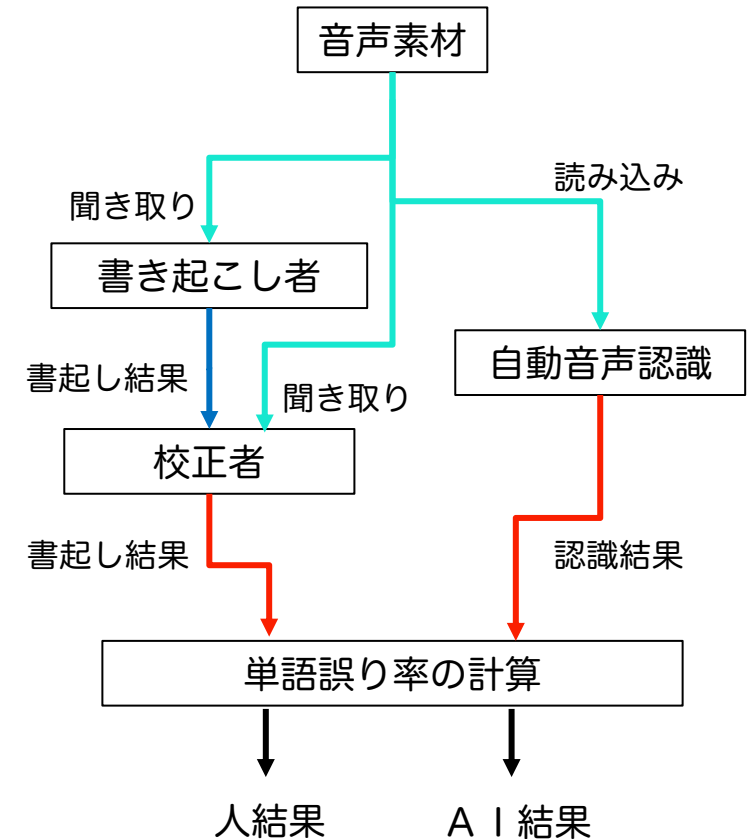 音声素材
読み込み
聞き取り
書き起こし者
自動音声認識
書起し結果
聞き取り
校正者
書起し結果
認識結果
単語誤り率の計算
人結果
ＡＩ結果